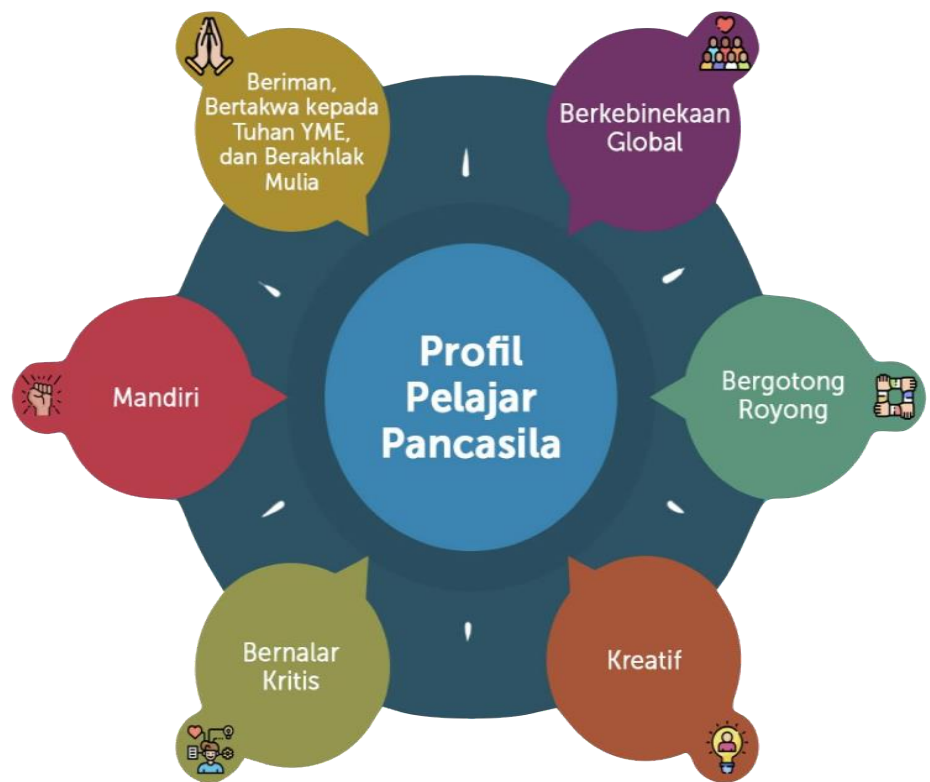 Beriman,
Bertakwa kepada
Tuhan YME,
dan Berakhlak
Mulia
Berkebinekaan
Global
Mandiri
Profil
Pelajar
Pancasila
Bergotong
Royong
Bernalar
Kritis
Kreatif